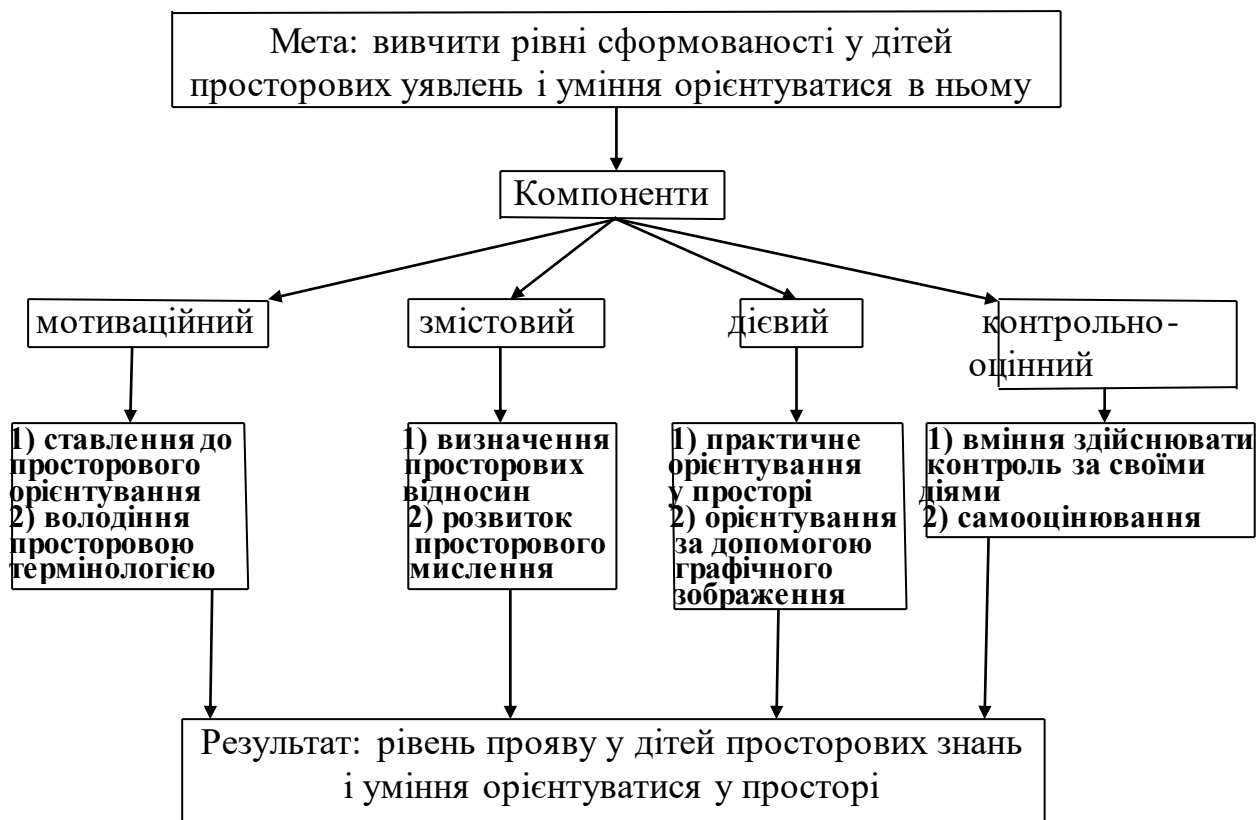 Мета: вивчити рівні сформованості у дітей
просторових уявлень і уміння орієнтуватися в ньому
Компоненти
мотиваційний
змістовий
дієвий
контрольно-
оцінний
1) ставлення до
просторового
орієнтування
2) володіння
просторовою
термінологією
1) визначення
просторових
відносин
2) розвиток
просторового
мислення
1) практичне
орієнтування
у просторі
2) орієнтування
за допомогою
графічного
зображення
1) вміння здійснювати
контроль за своїми
діями
2) самооцінювання
Результат: рівень прояву у дітей просторових знань
і уміння орієнтуватися у просторі